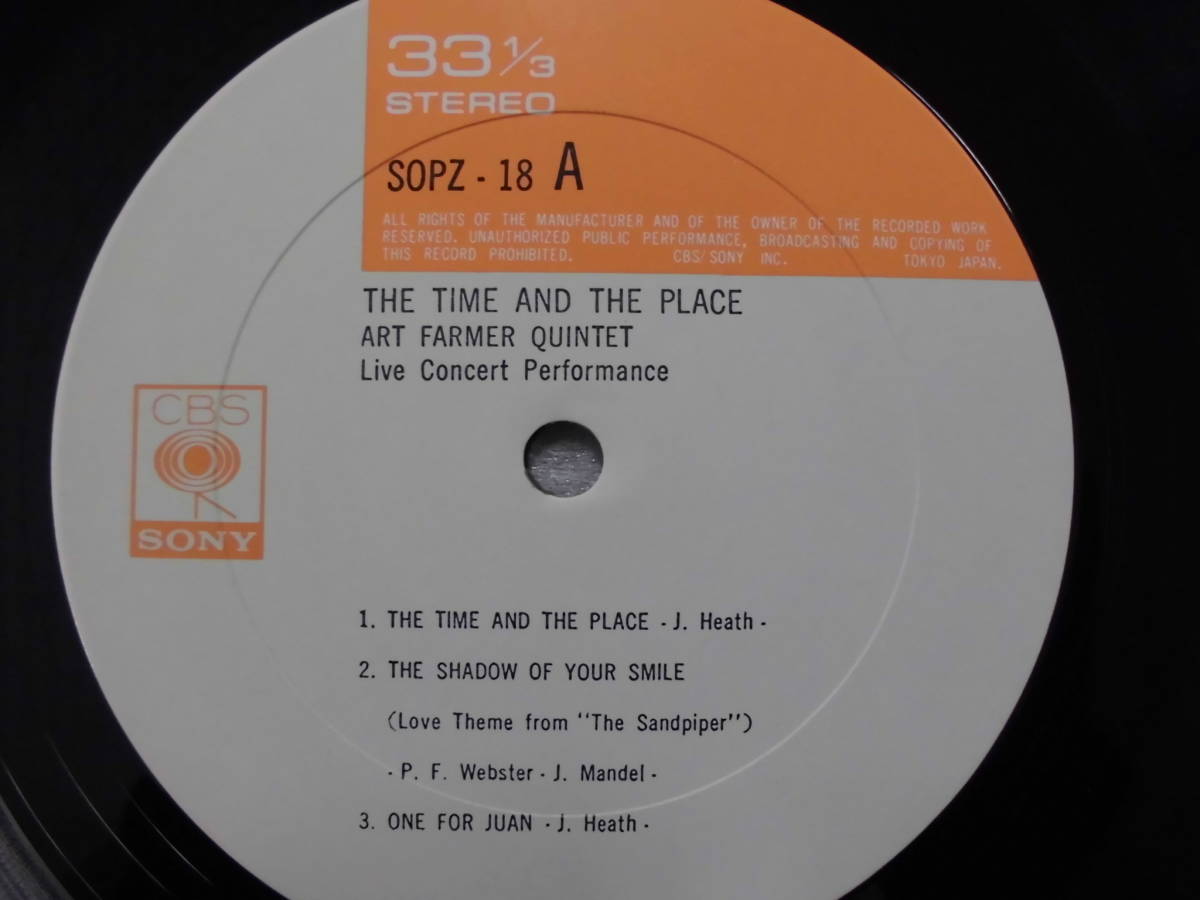 33 1/3
STEREO
SOPZ - 18 A
ALL RIGHTS OF THE MANUFACTURER AND OF THE OWNER OF THE RECORDED WORK
RESERVED. UNAUTHORIZED PUBLIC PERFORMANCE, BROADCASTING AND COPYING OF
THIS RECORD PROHIBITED. CBS/SONY INC. TOKYO JAPAN.
THE TIME AND THE PLACE
ART FARMER QUINTET
Live Concert Performance
CBS
SONY
1. THE TIME AND THE PLACE - J. Heath -
2. THE SHADOW OF YOUR SMILE
(Love Theme from "The Sandpiper")
- P. F. Webster - J. Mandel -
3. ONE FOR JUAN - J. Heath -